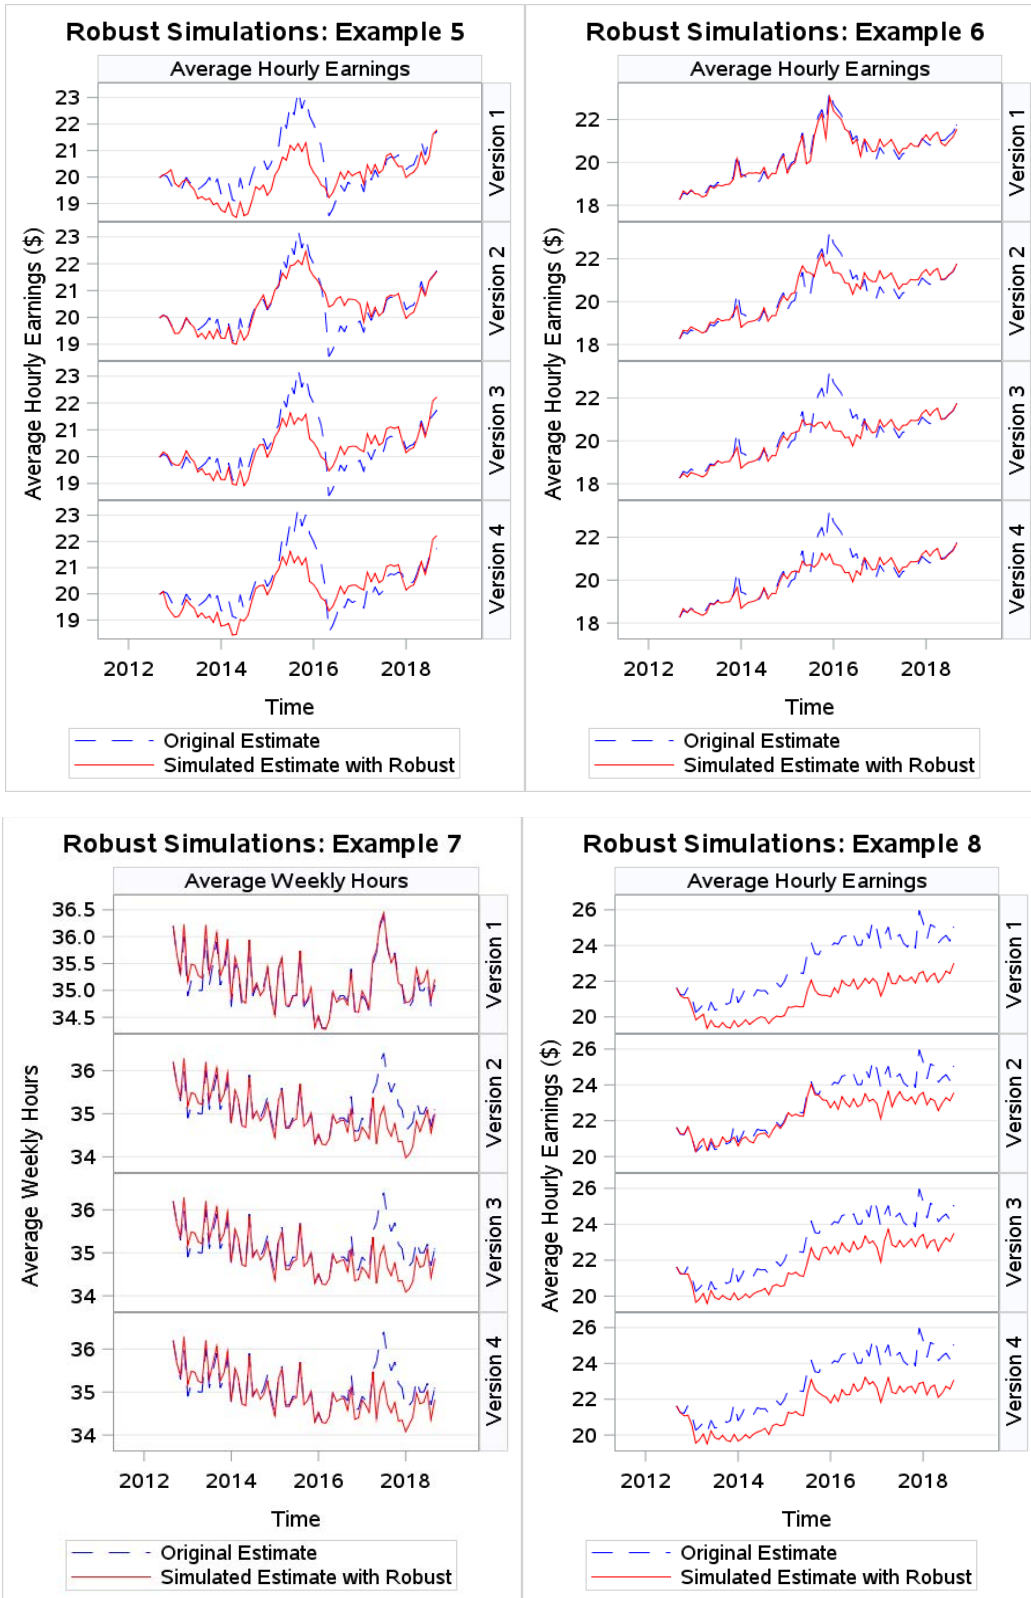 Robust Simulations: Example 5
Average Hourly Earnings
Average Hourly Earnings ($)
23
22
21
20
19
Version 1
23
22
21
20
19
Version 2
23
22
21
20
19
Version 3
23
22
21
20
19
Version 4
2012 2014 2016 2018
Time
Original Estimate
Simulated Estimate with Robust
Robust Simulations: Example 6
Average Hourly Earnings
Average Hourly Earnings ($)
22
20
18
Version 1
22
20
18
Version 2
22
20
18
Version 3
22
20
18
Version 4
2012 2014 2016 2018
Time
Original Estimate
Simulated Estimate with Robust
Robust Simulations: Example 7
Average Weekly Hours
Average Weekly Hours
36.5
36.0
35.5
35.0
34.5
Version 1
36
35
34
Version 2
36
35
34
Version 3
36
35
34
Version 4
2012 2014 2016 2018
Time
Original Estimate
Simulated Estimate with Robust
Robust Simulations: Example 8
Average Hourly Earnings
Average Hourly Earnings ($)
26
24
22
20
Version 1
26
24
22
20
Version 2
26
24
22
20
Version 3
26
24
22
20
Version 4
2012 2014 2016 2018
Time
Original Estimate
Simulated Estimate with Robust